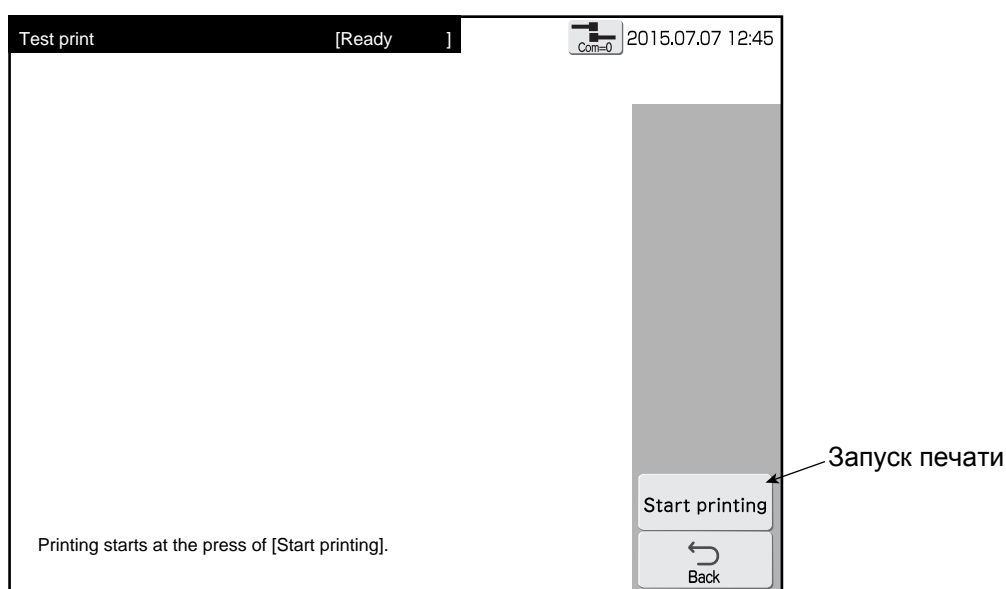 Test print [Ready ]
Com=0
2015.07.07 12:45
Запуск печати
Start printing
Printing starts at the press of [Start printing].
Back